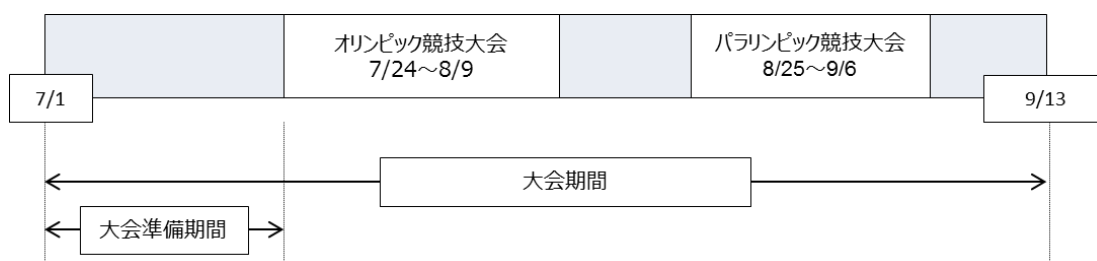 オリンピック競技大会
7/24～8/9
パラリンピック競技大会
8/25～9/6
7/1
9/13
大会期間
大会準備期間